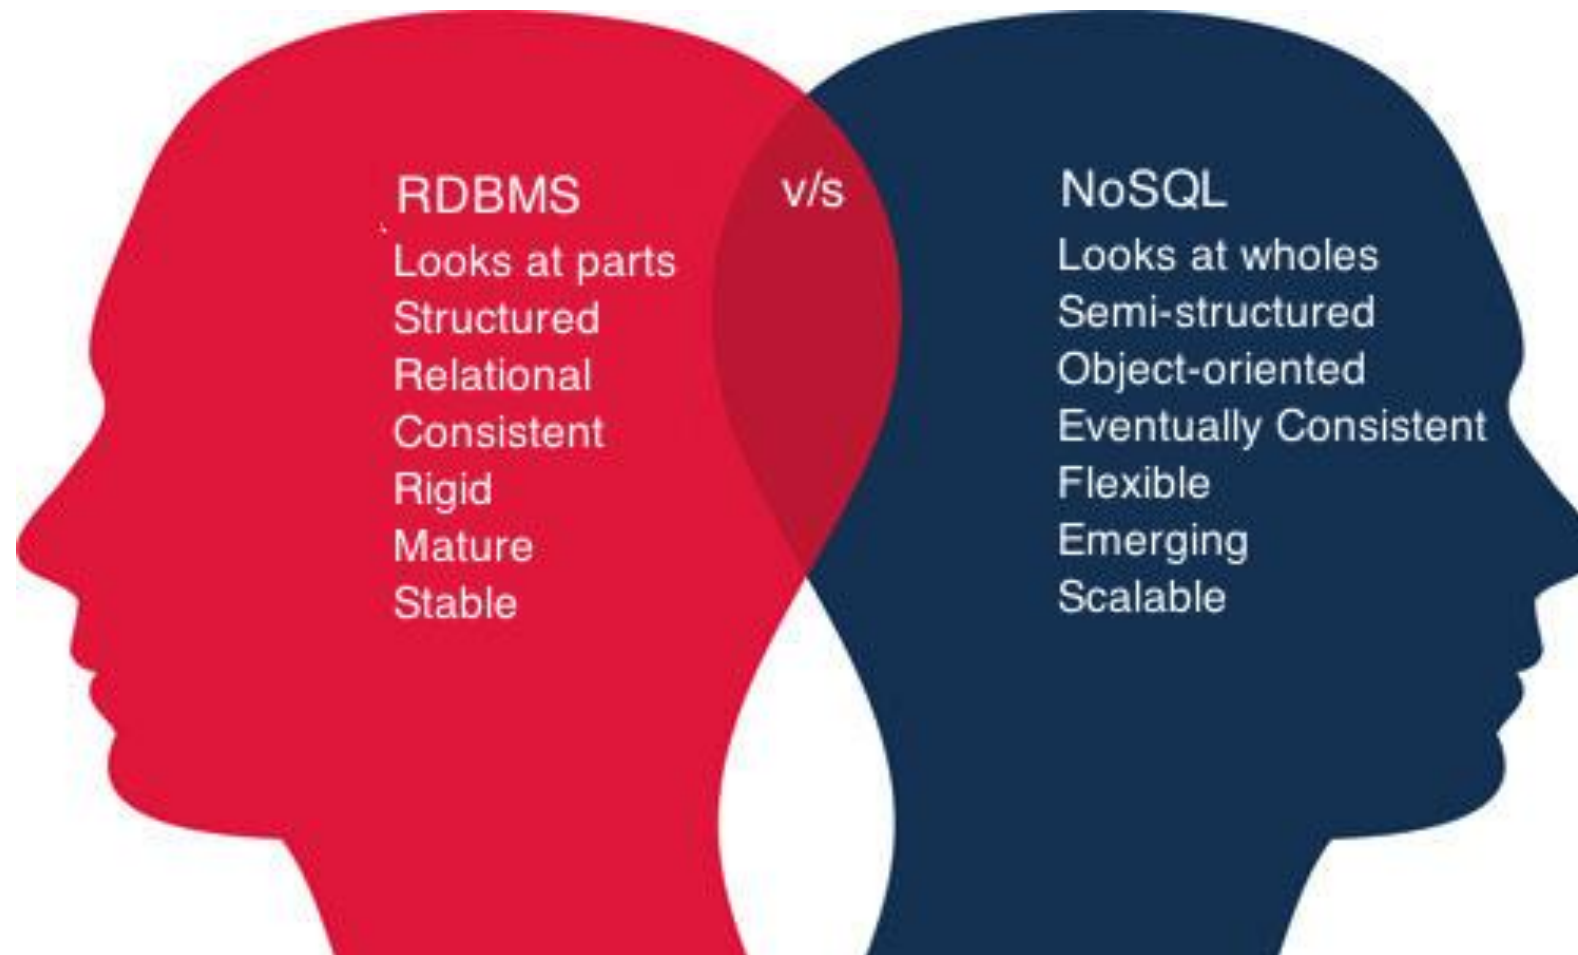 RDBMS
Looks at parts
Structured
Relational
Consistent
Rigid
Mature
Stable
v/s
NoSQL
Looks at wholes
Semi-structured
Object-oriented
Eventually Consistent
Flexible
Emerging
Scalable